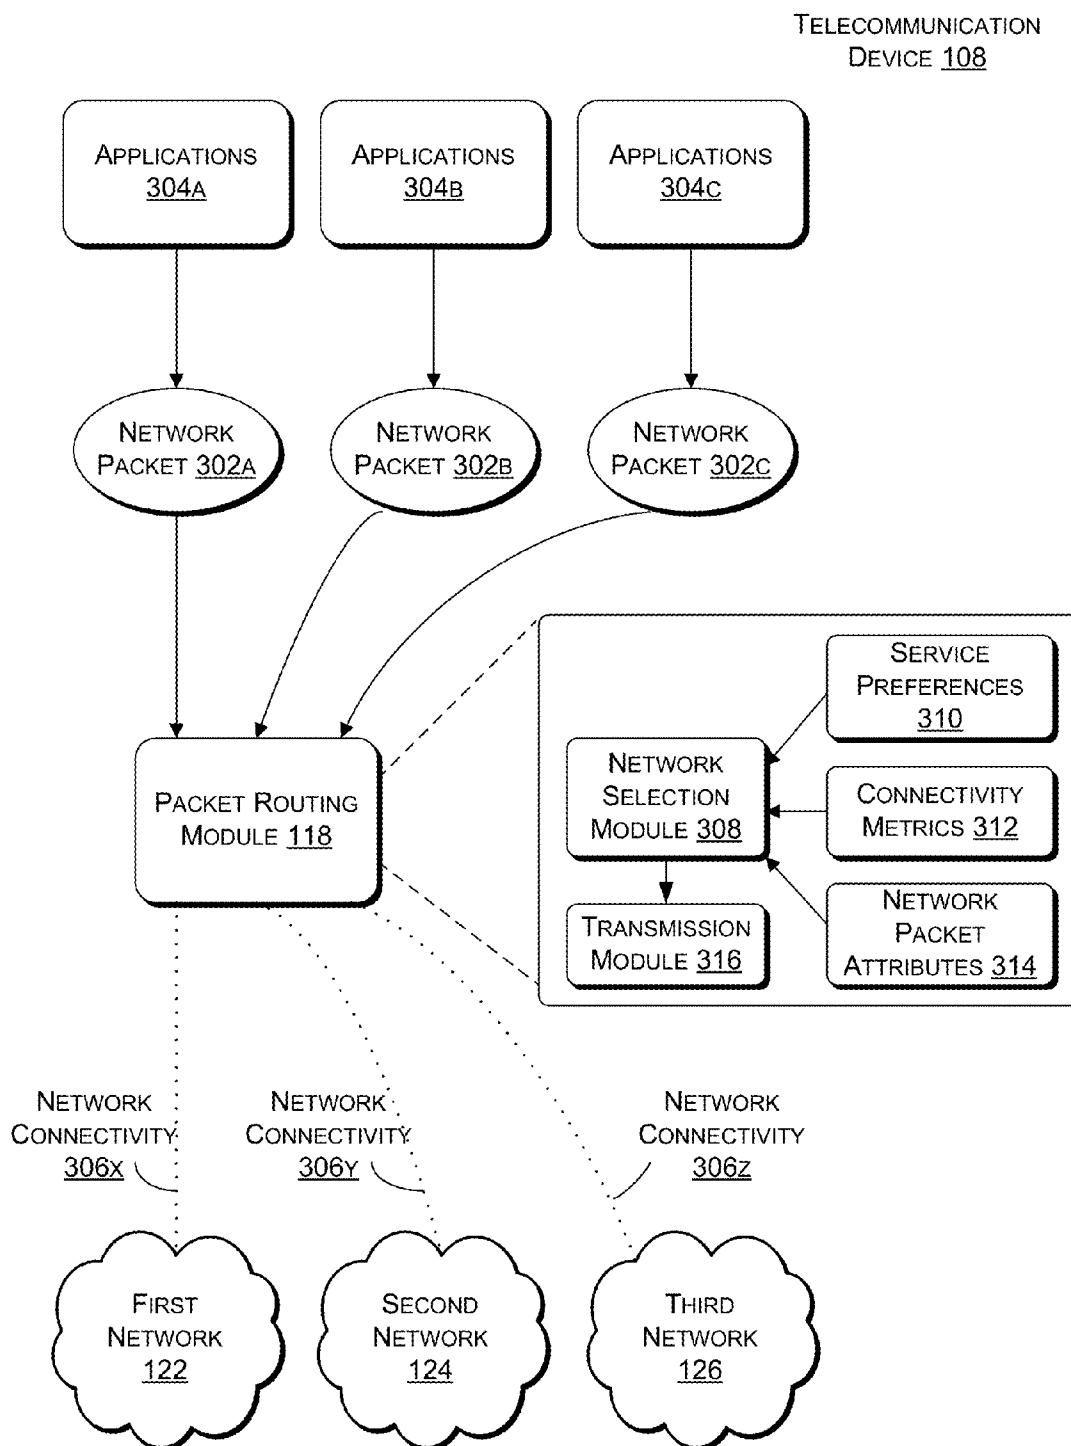 TELECOMMUNICATION
DEVICE 108
APPLICATIONS
304A
APPLICATIONS
304B
APPLICATIONS
304C
NETWORK
PACKET 302A
NETWORK
PACKET 302B
NETWORK
PACKET 302C
PACKET ROUTING
MODULE 118
SERVICE
PREFERENCES
310
NETWORK
SELECTION
MODULE 308
CONNECTIVITY
METRICS 312
TRANSMISSION
MODULE 316
NETWORK
PACKET
ATTRIBUTES 314
NETWORK
CONNECTIVITY
306X
NETWORK
CONNECTIVITY
306Y
NETWORK
CONNECTIVITY
306Z
FIRST
NETWORK
122
SECOND
NETWORK
124
THIRD
NETWORK
126